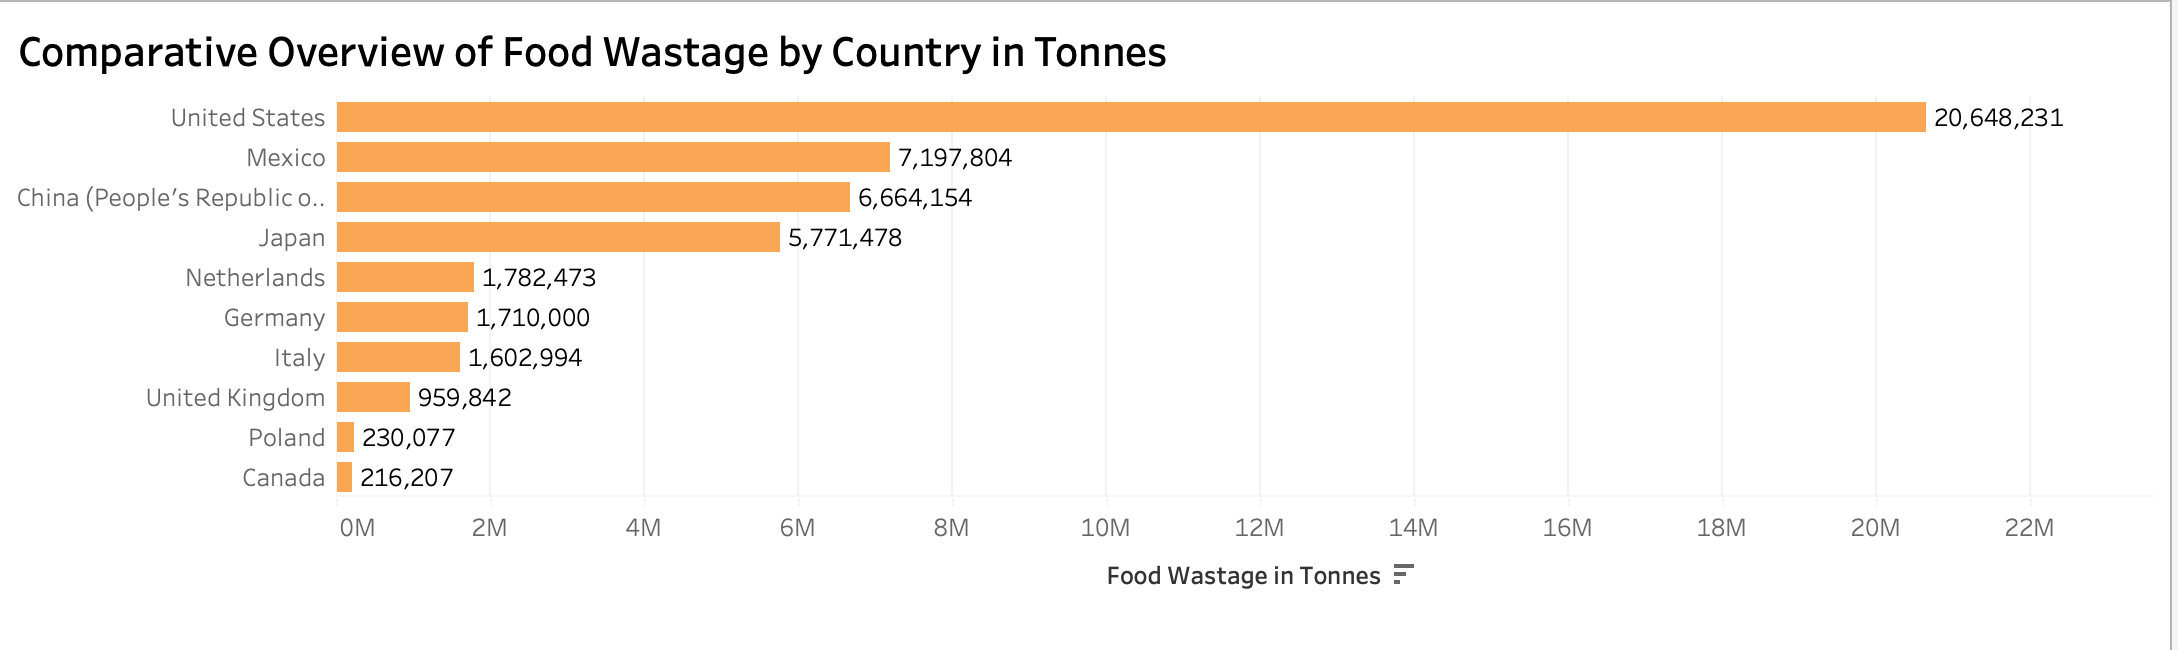 Comparative Overview of Food Wastage by Country in Tonnes
United States 20,648,231
Mexico 7,197,804
China (People's Republic o.. 6,664,154
Japan 5,771,478
Netherlands 1,782,473
Germany 1,710,000
Italy 1,602,994
United Kingdom 959,842
Poland 230,077
Canada 216,207
0M 2M 4M 6M 8M 10M 12M 14M 16M 18M 20M 22M
Food Wastage in Tonnes